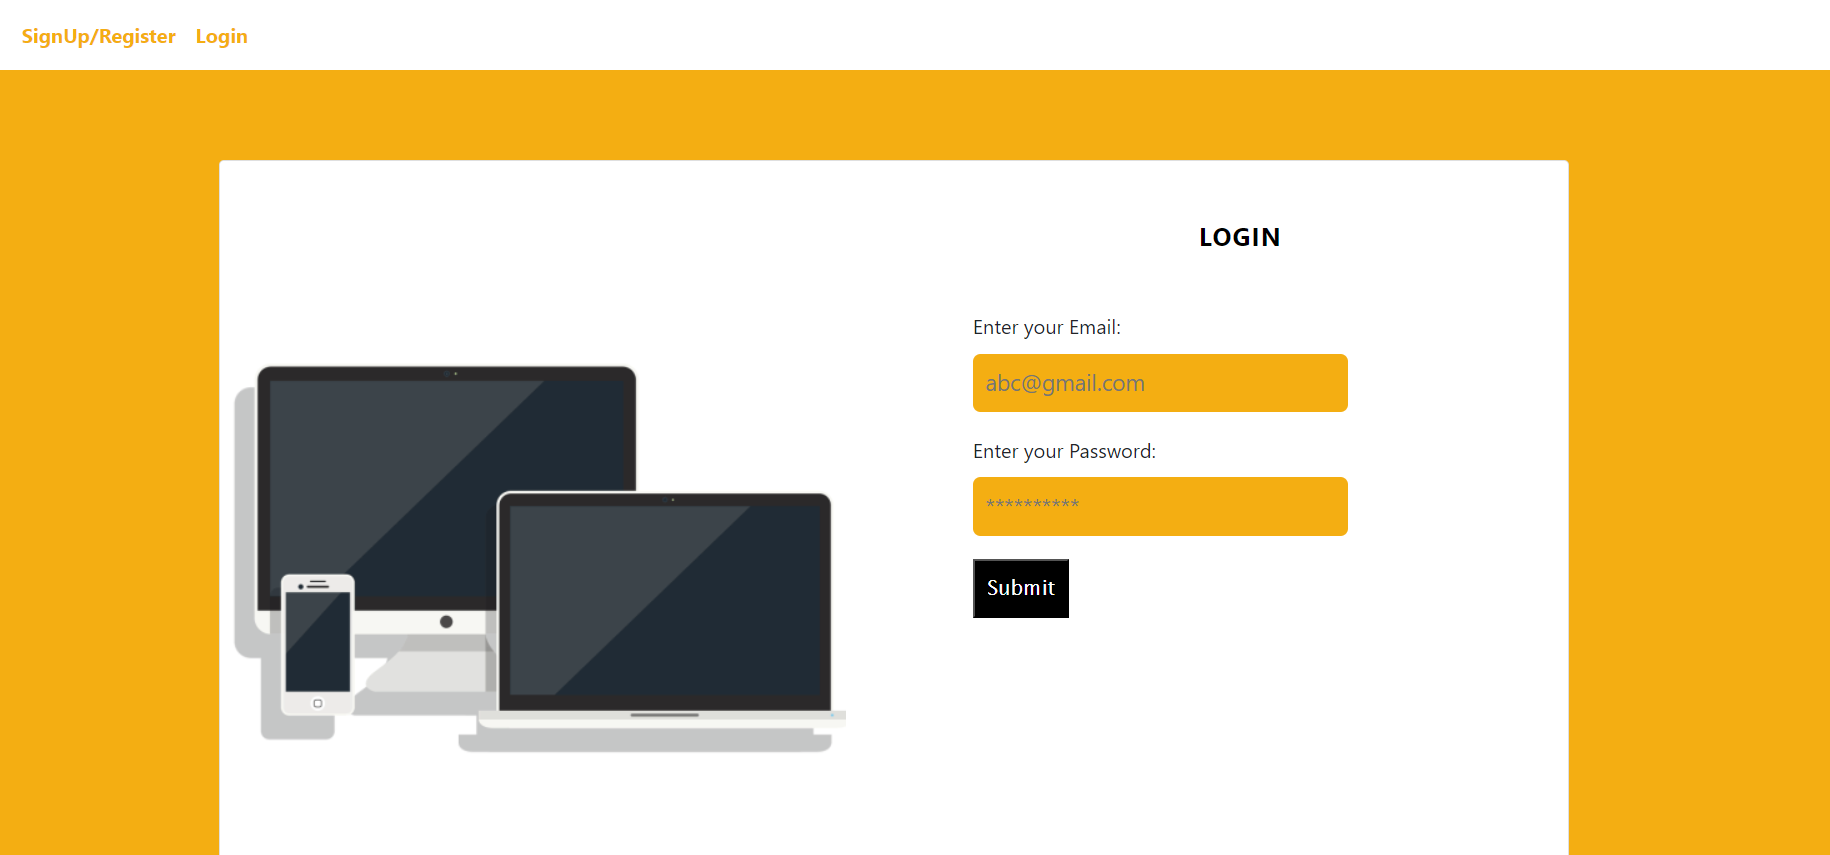 SignUp/Register Login
LOGIN
Enter your Email:
abc@gmail.com
Enter your Password:
**********
Submit